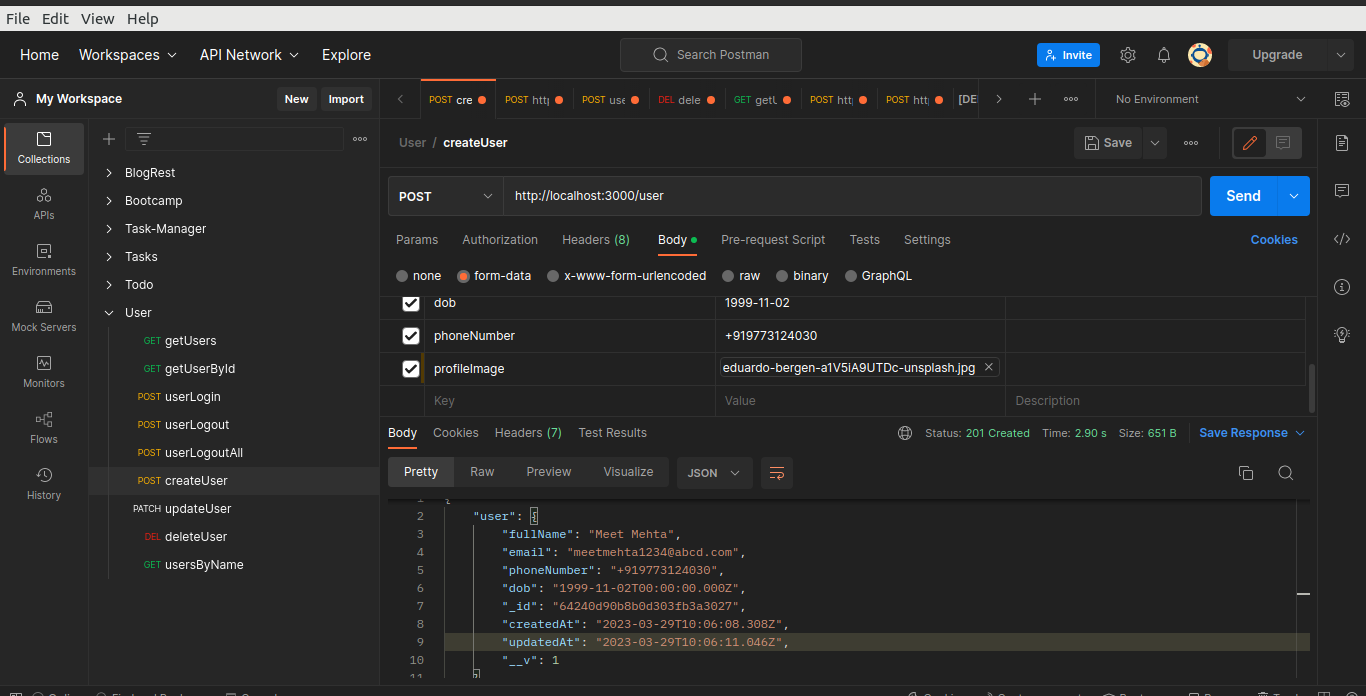 File Edit View Help
Home Workspaces API Network Explore Search Postman Invite Upgrade
My Workspace New Import POST cre POST http POST use DEL dele GET getU POST http POST http [DE No Environment
Collections
APIs
Environments
Mock Servers
Monitors
Flows
History
BlogRest
Bootcamp
Task-Manager
Tasks
Todo
User
GET getUsers
GET getUserById
POST userLogin
POST userLogout
POST userLogoutAll
POST createUser
PATCH updateUser
DEL deleteUser
GET usersByName
User / createUser Save
POST http://localhost:3000/user Send
Params Authorization Headers (8) Body Pre-request Script Tests Settings Cookies
none form-data x-www-form-urlencoded raw binary GraphQL
dob 1999-11-02
phoneNumber +919773124030
profileImage eduardo-bergen-a1V5iA9UTDc-unsplash.jpg
Key Value Description
Body Cookies Headers (7) Test Results Status: 201 Created Time: 2.90 s Size: 651 B Save Response
Pretty Raw Preview Visualize JSON
1 {
2 "user": {
3 "fullName": "Meet Mehta",
4 "email": "meetmehta1234@abcd.com",
5 "phoneNumber": "+919773124030",
6 "dob": "1999-11-02T00:00:00.000Z",
7 "_id": "64240d90b8b0d303fb3a3027",
8 "createdAt": "2023-03-29T10:06:08.308Z",
9 "updatedAt": "2023-03-29T10:06:11.046Z",
10 "__v": 1
11 }